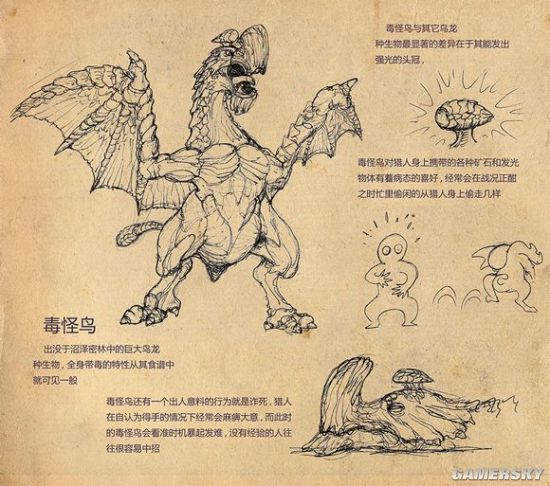 毒怪鸟与其它鸟龙
种生物最显著的差异在于其能发出
强光的头冠，
毒怪鸟对猎人身上携带的各种矿石和发光
物体有着病态的喜好，经常会在战况正酣
之时忙里偷闲的从猎人身上偷走几样
毒怪鸟
出没于沼泽密林中的巨大鸟龙
种生物，全身带毒的特性从其食谱中
就可见一般
毒怪鸟还有一个出人意料的行为就是诈死，猎人
在自认为得手的情况下经常会麻痹大意，而此时
的毒怪鸟会看准时机暴起发难，没有经验的人往
往很容易中招
GAMERSKY